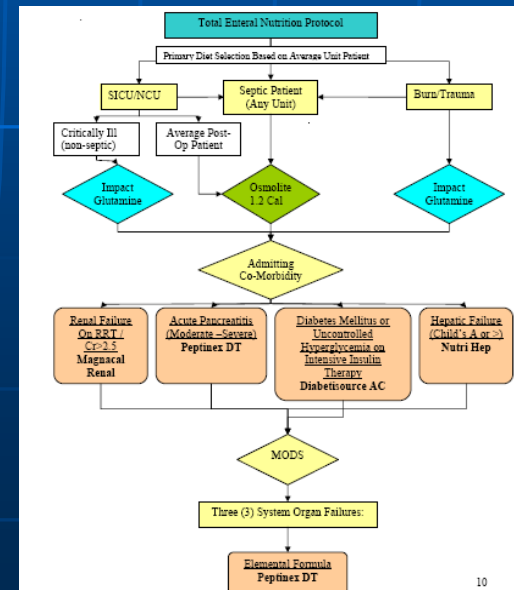 Total Enteral Nutrition Protocol
Primary Diet Selection Based on Average Unit Patient
SICU/NCU
Septic Patient
(Any Unit)
Burn/Trauma
Critically Ill
(non-septic)
Average Post-
Op Patient
Impact
Glutamine
Osmolite
1.2 Cal
Impact
Glutamine
Admitting
Co-Morbidity
Renal Failure
On RRT /
Cr>2.5
Magnacal
Renal
Acute Pancreatitis
(Moderate –Severe)
Peptinex DT
Diabetes Mellitus or
Uncontrolled
Hyperglycemia on
Intensive Insulin
Therapy
Diabetisource AC
Hepatic Failure
(Child's A or >)
Nutri Hep
MODS
Three (3) System Organ Failures:
Elemental Formula
Peptinex DT
10